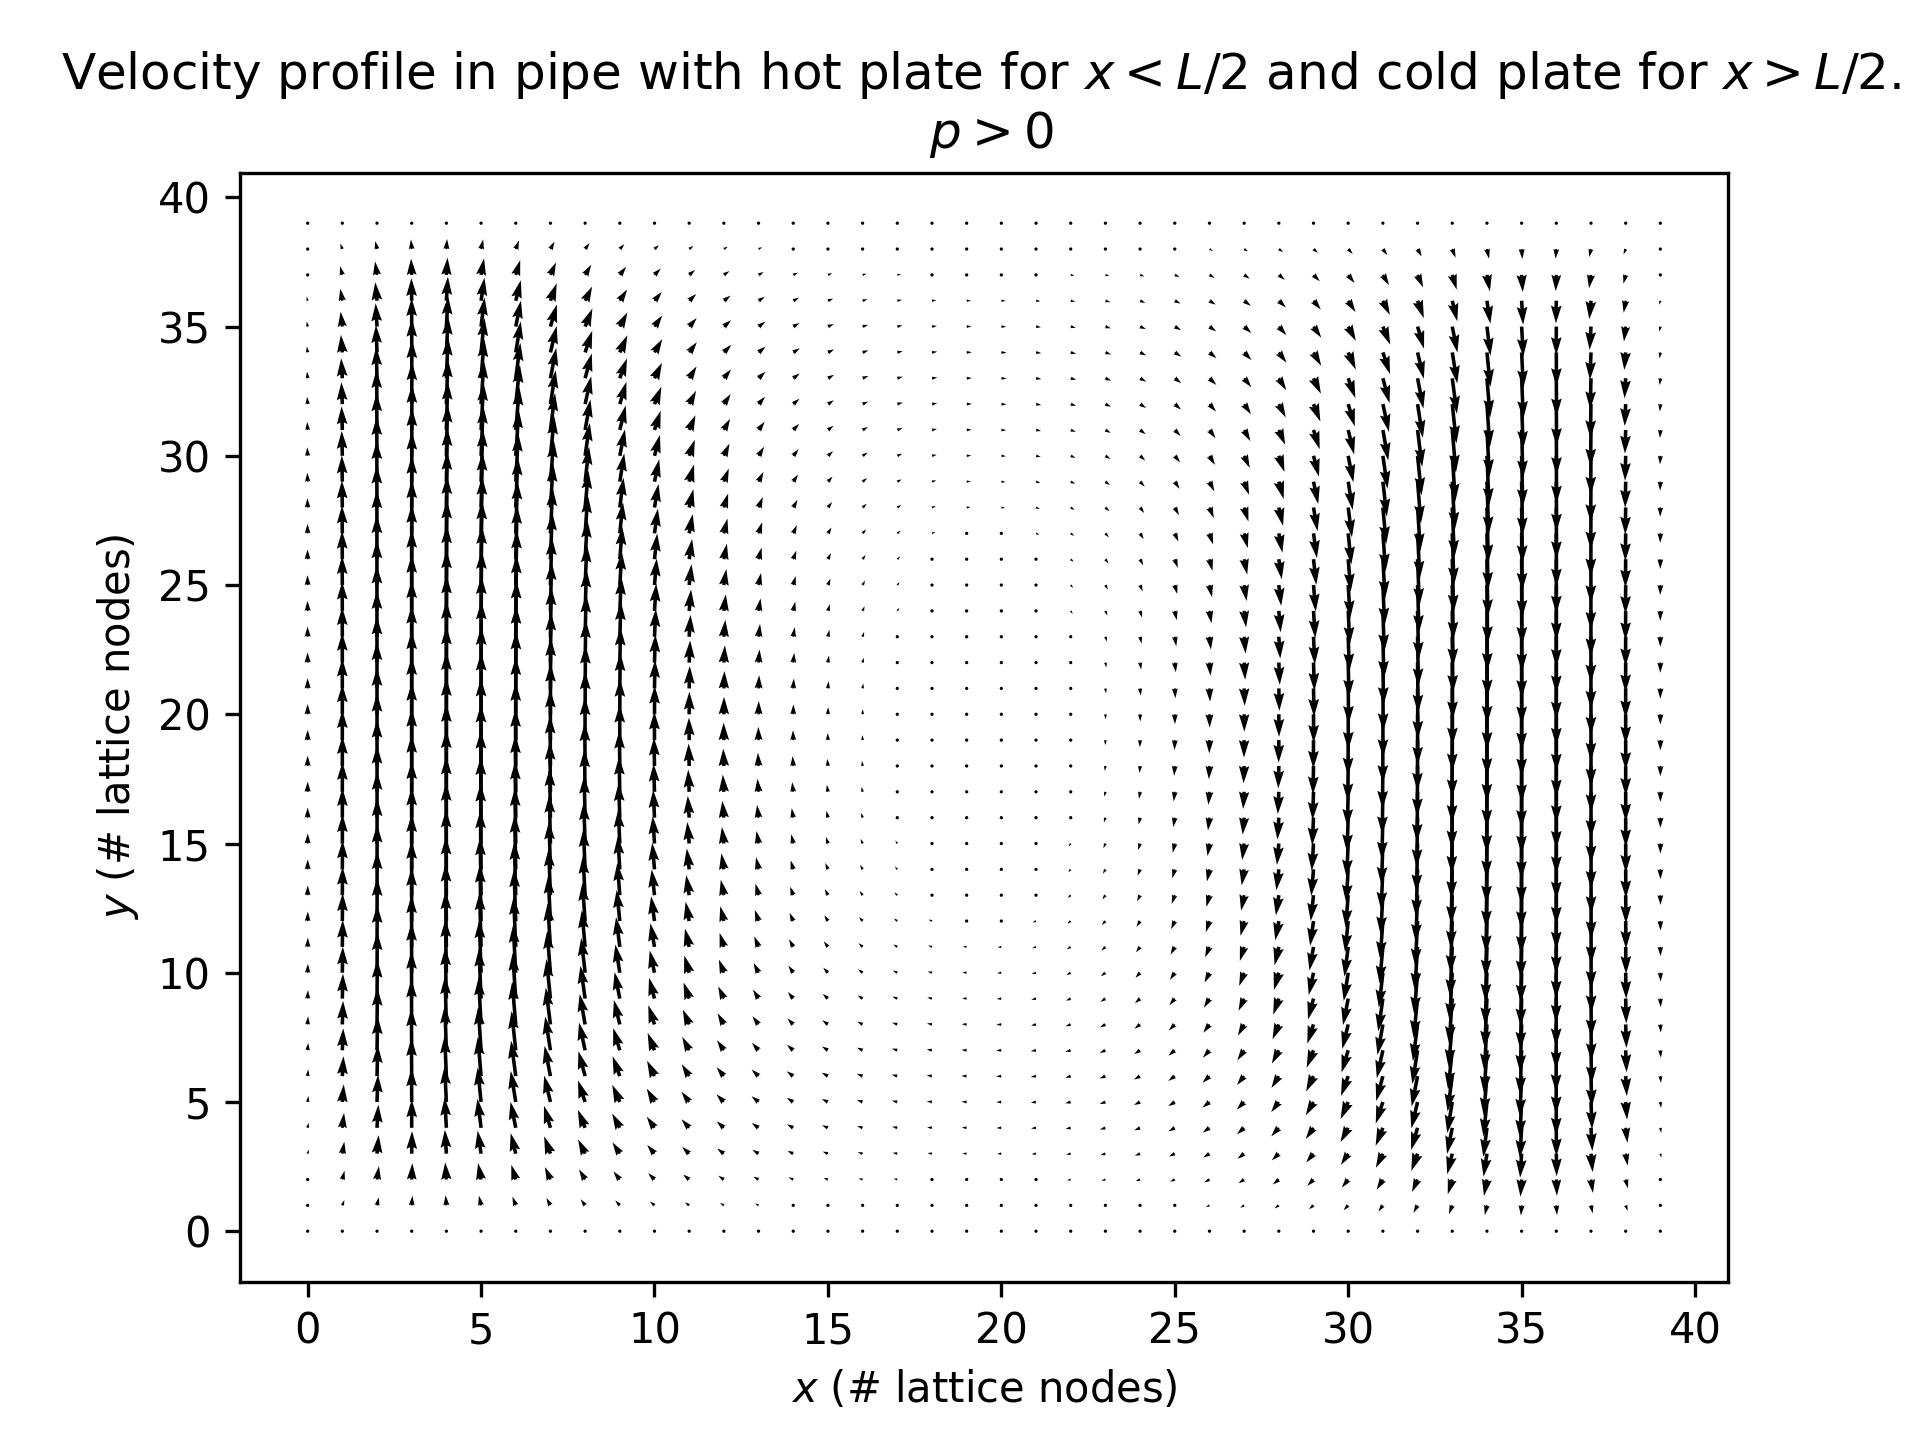 Velocity profile in pipe with hot plate for x < L/2 and cold plate for x > L/2.
p > 0
40
35
30
25
20
15
10
5
0
y (# lattice nodes)
0 5 10 15 20 25 30 35 40
x (# lattice nodes)